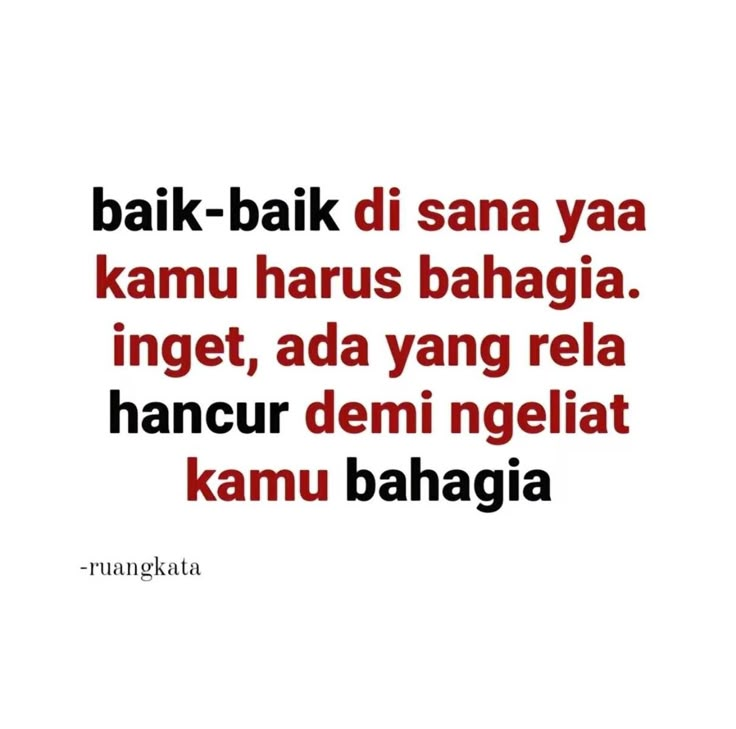 baik-baik di sana yaa
kamu harus bahagia.
inget, ada yang rela
hancur demi ngeliat
kamu bahagia
-ruangkata